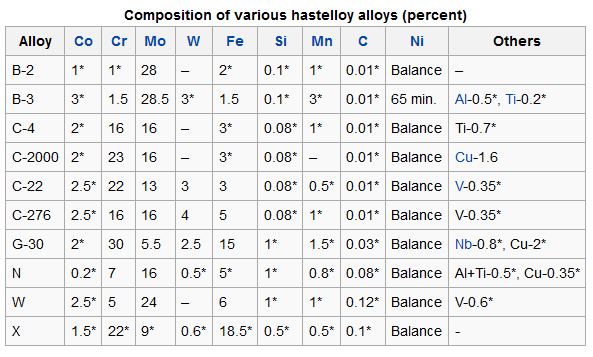 Composition of various hastelloy alloys (percent)
Alloy Co Cr Mo W Fe Si Mn C Ni Others
B-2 1* 1* 28 – 2* 0.1* 1* 0.01* Balance –
B-3 3* 1.5 28.5 3* 1.5 0.1* 3* 0.01* 65 min. Al-0.5*, Ti-0.2*
C-4 2* 16 16 – 3* 0.08* 1* 0.01* Balance Ti-0.7*
C-2000 2* 23 16 – 3* 0.08* – 0.01* Balance Cu-1.6
C-22 2.5* 22 13 3 3 0.08* 0.5* 0.01* Balance V-0.35*
C-276 2.5* 16 16 4 5 0.08* 1* 0.01* Balance V-0.35*
G-30 2* 30 5.5 2.5 15 1* 1.5* 0.03* Balance Nb-0.8*, Cu-2*
N 0.2* 7 16 0.5* 5* 1* 0.8* 0.08* Balance Al+Ti-0.5*, Cu-0.35*
W 2.5* 5 24 – 6 1* 1* 0.12* Balance V-0.6*
X 1.5* 22* 9* 0.6* 18.5* 0.5* 0.5* 0.1* Balance -